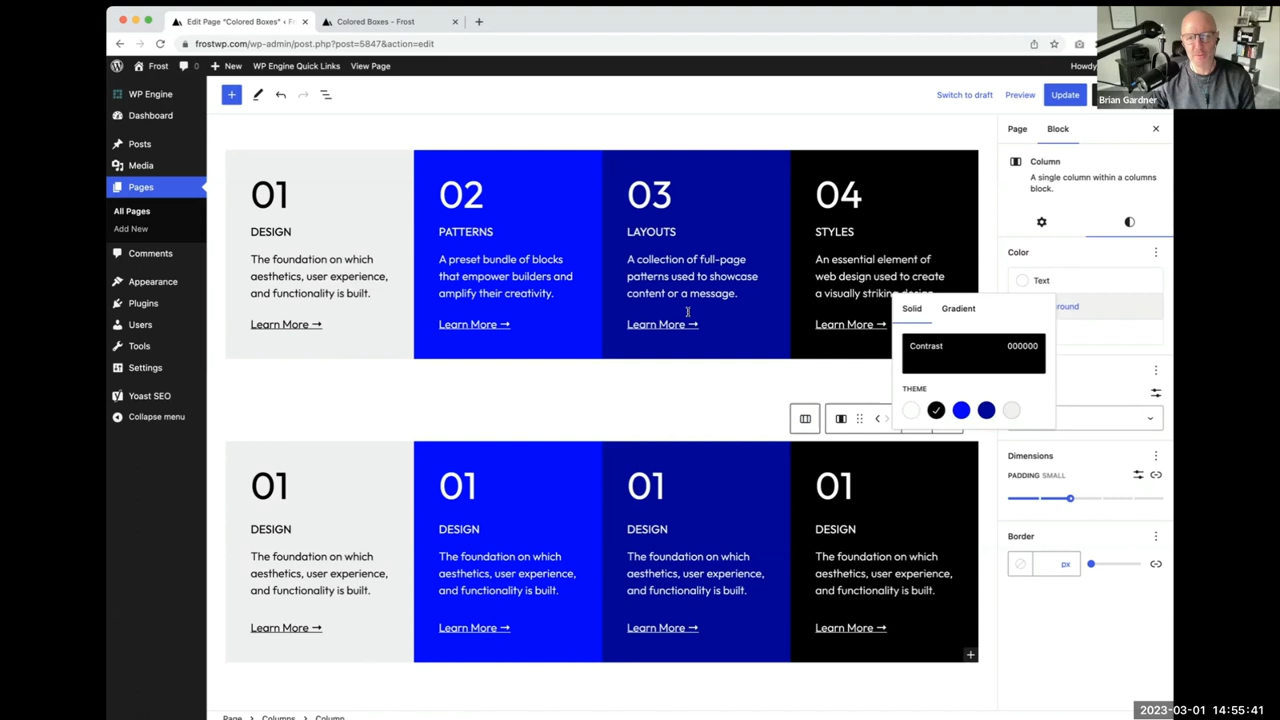 Edit Page "Colored Boxes" ‹ F
Colored Boxes - Frost
frostwp.com/wp-admin/post.php?post=5847&action=edit
Frost
0
New
WP Engine Quick Links
View Page
Howdy
Brian Gardner
WP Engine
Dashboard
Posts
Media
Pages
All Pages
Add New
Comments
Appearance
Plugins
Users
Tools
Settings
Yoast SEO
Collapse menu
Switch to draft
Preview
Update
01
DESIGN
The foundation on which
aesthetics, user experience,
and functionality is built.
Learn More →
02
PATTERNS
A preset bundle of blocks
that empower builders and
amplify their creativity.
Learn More →
03
LAYOUTS
A collection of full-page
patterns used to showcase
content or a message.
Learn More →
04
STYLES
An essential element of
web design used to create
a visually striking
Learn More →
01
DESIGN
The foundation on which
aesthetics, user experience,
and functionality is built.
Learn More →
01
DESIGN
The foundation on which
aesthetics, user experience,
and functionality is built.
Learn More →
01
DESIGN
The foundation on which
aesthetics, user experience,
and functionality is built.
Learn More →
01
DESIGN
The foundation on which
aesthetics, user experience,
and functionality is built.
Learn More →
Page
Block
Column
A single column within a columns
block.
Color
Text
round
Solid
Gradient
Contrast
000000
THEME
Dimensions
PADDING SMALL
Border
px
Page > Columns > Column
2023-03-01 14:55:41